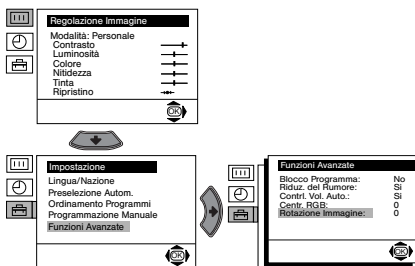 Regolazione Immagine
Modalità: Personale
Contrasto
Luminosità
Colore
Nitidezza
Tinta
Ripristino
OK
Impostazione
Lingua/Nazione
Preselezione Autom.
Ordinamento Programmi
Programmazione Manuale
Funzioni Avanzate
OK
Funzioni Avanzate
Blocco Programma: No
Riduz. del Rumore: Si
Contrl. Vol. Auto.: Si
Centr. RGB: 0
Rotazione Immagine: 0
OK